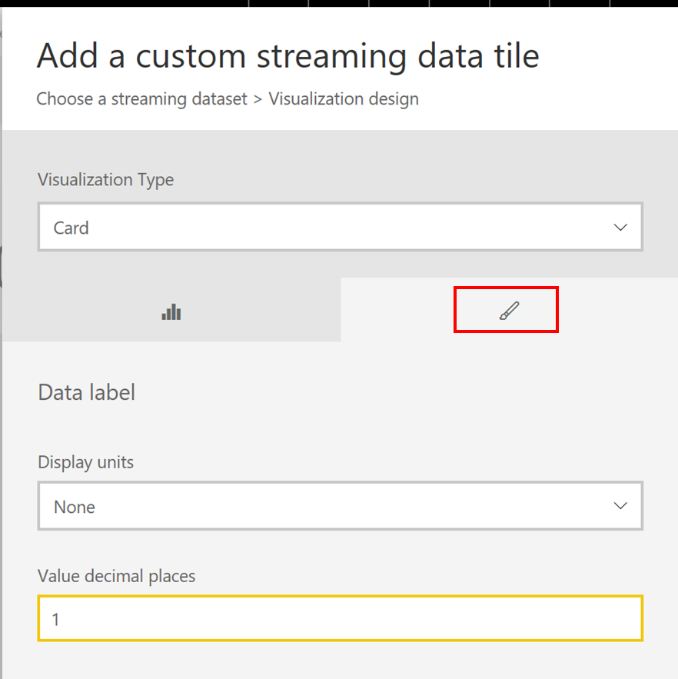 Add a custom streaming data tile
Choose a streaming dataset > Visualization design
Visualization Type
Card
Data label
Display units
None
Value decimal places
1